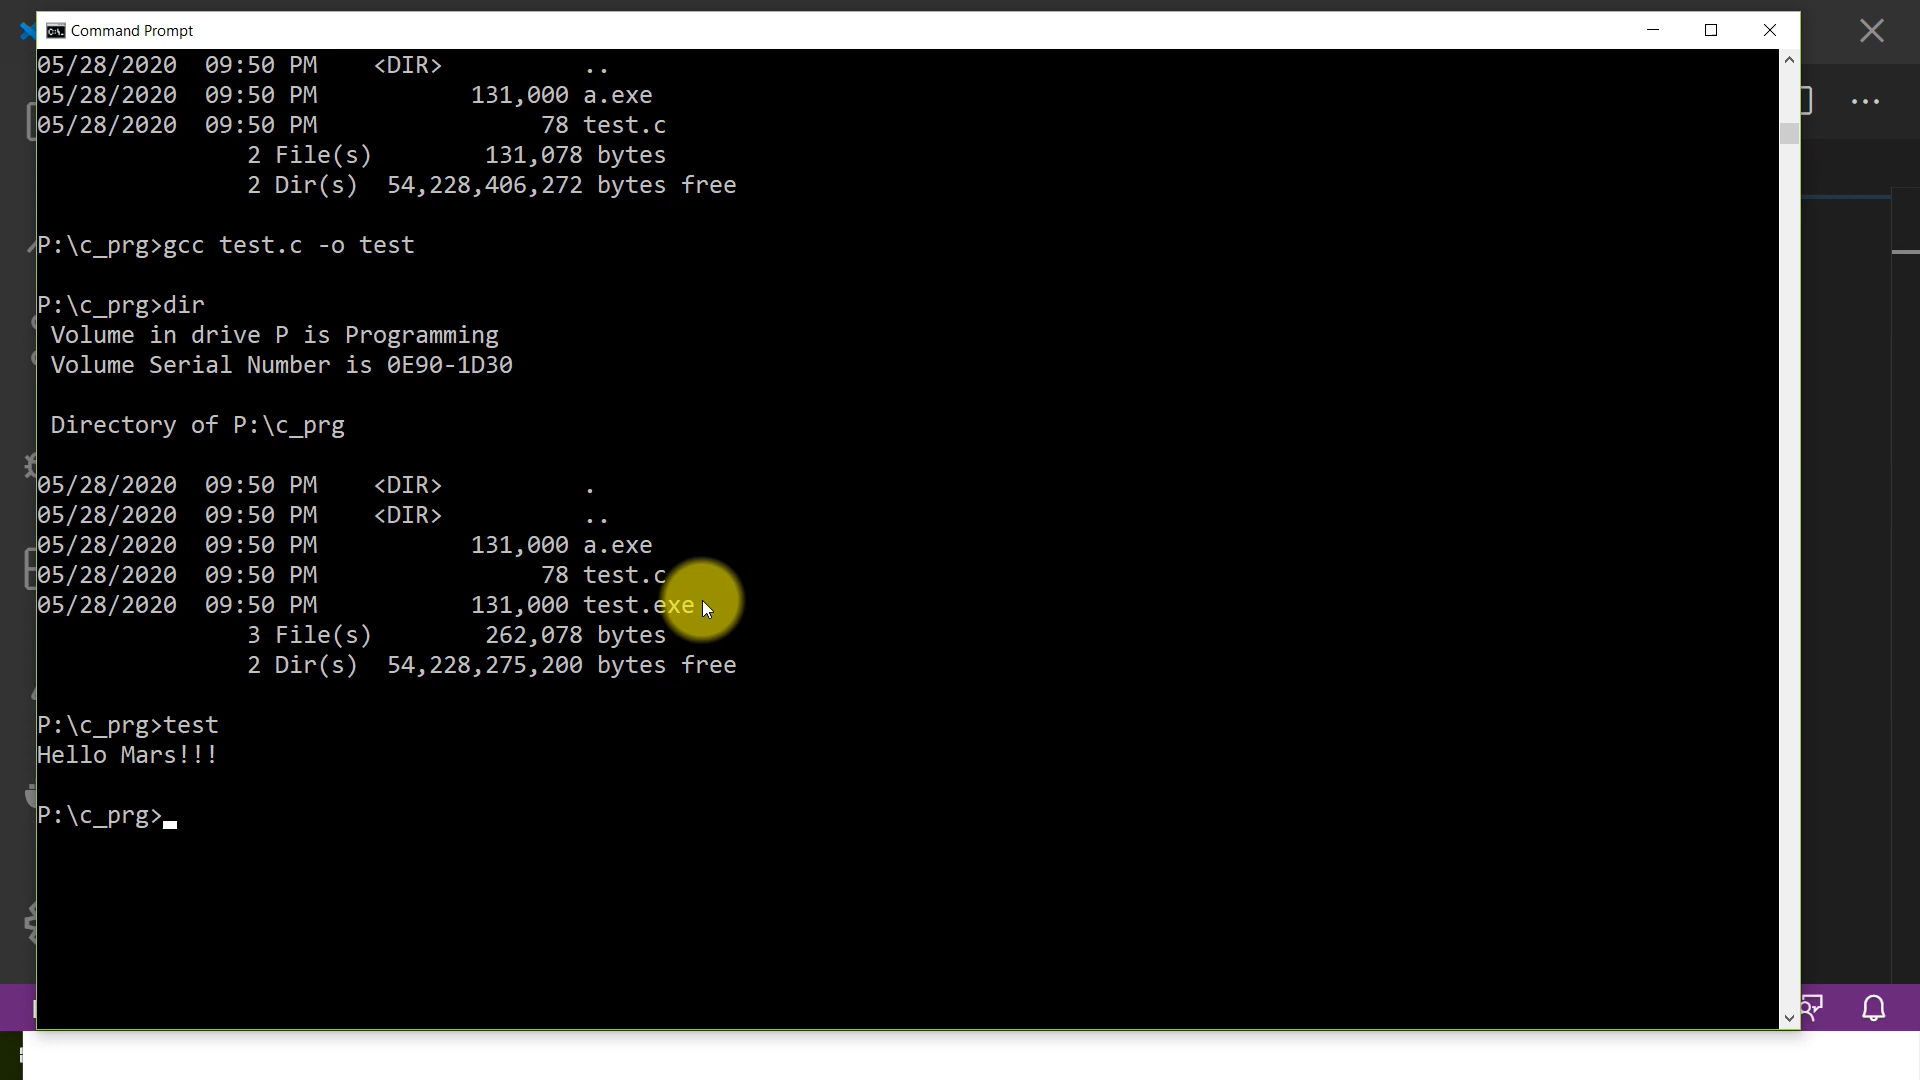 Command Prompt
05/28/2020  09:50 PM    <DIR>          ..
05/28/2020  09:50 PM           131,000 a.exe
05/28/2020  09:50 PM                78 test.c
               2 File(s)        131,078 bytes
               2 Dir(s)  54,228,406,272 bytes free
P:\c_prg>gcc test.c -o test
P:\c_prg>dir
 Volume in drive P is Programming
 Volume Serial Number is 0E90-1D30
 Directory of P:\c_prg
05/28/2020  09:50 PM    <DIR>          .
05/28/2020  09:50 PM    <DIR>          ..
05/28/2020  09:50 PM           131,000 a.exe
05/28/2020  09:50 PM                78 test.c
05/28/2020  09:50 PM           131,000 test.exe
               3 File(s)        262,078 bytes
               2 Dir(s)  54,228,275,200 bytes free
P:\c_prg>test
Hello Mars!!!
P:\c_prg>